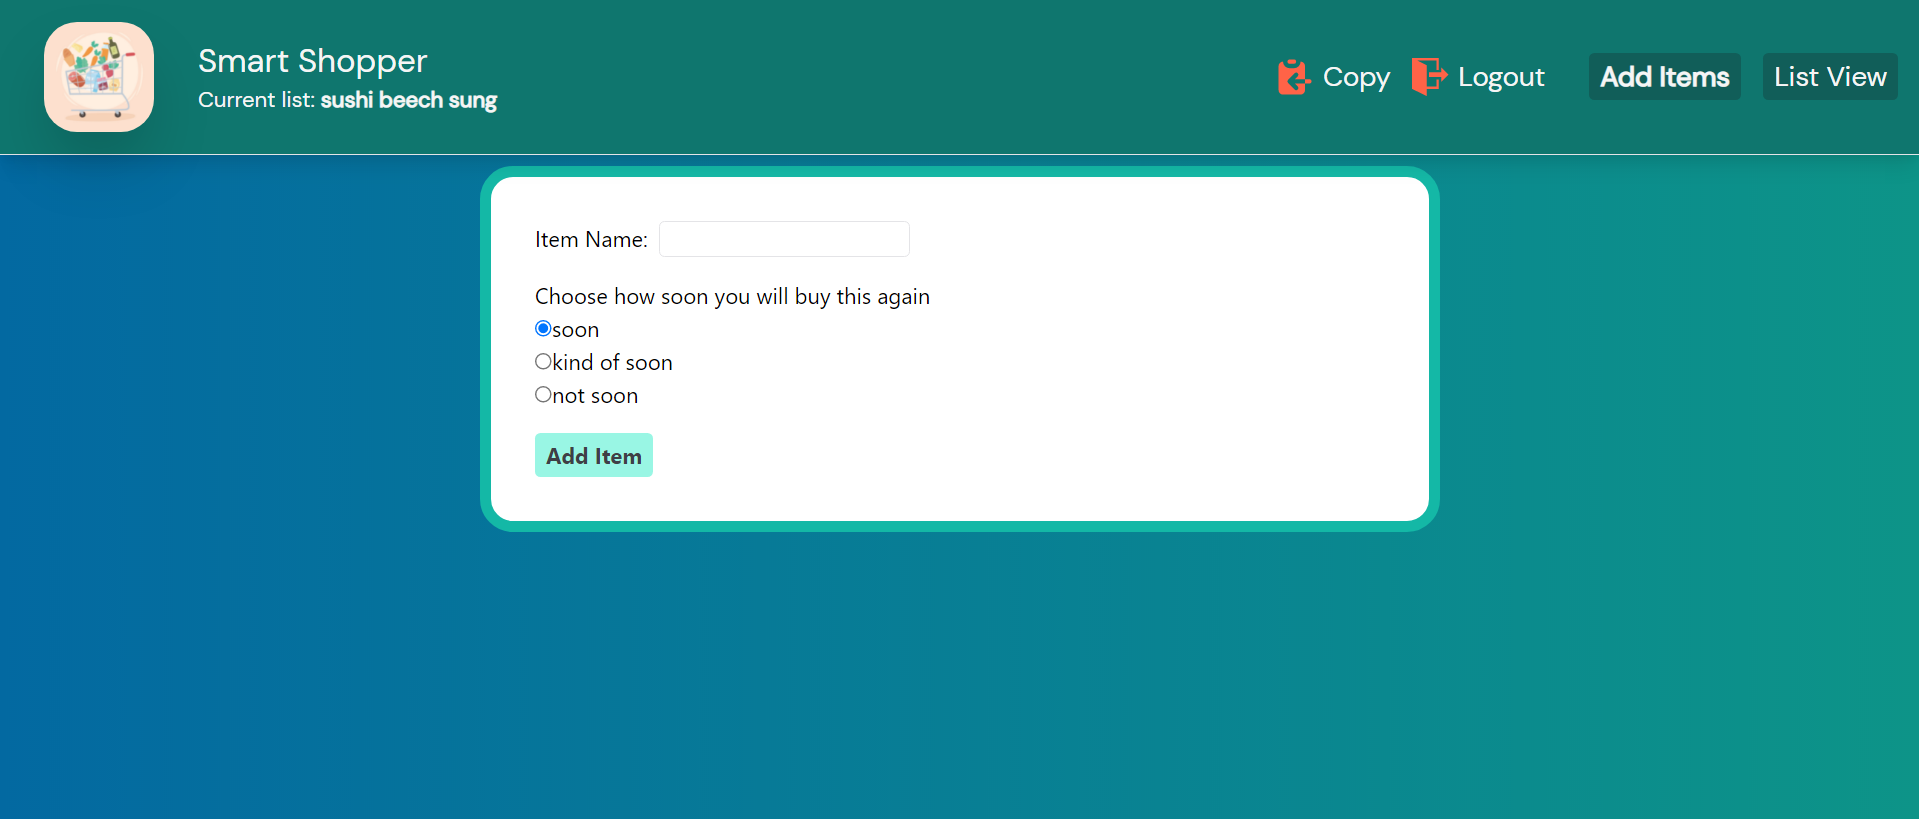 Smart Shopper
Current list: sushi beech sung
Copy
Logout
Add Items
List View
Item Name:
Choose how soon you will buy this again
soon
kind of soon
not soon
Add Item